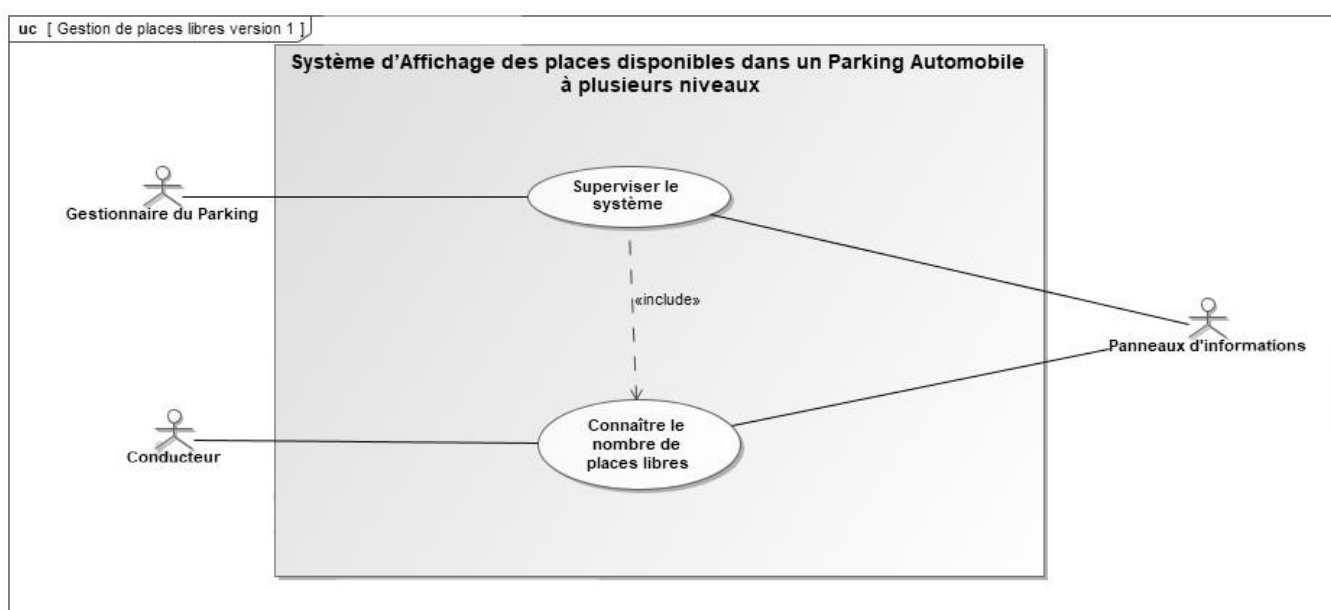 uc [ Gestion de places libres version 1 ]
Système d'Affichage des places disponibles dans un Parking Automobile
à plusieurs niveaux
Superviser le
système
Gestionnaire du Parking
«include»
Panneaux d'informations
Connaître le
nombre de
places libres
Conducteur